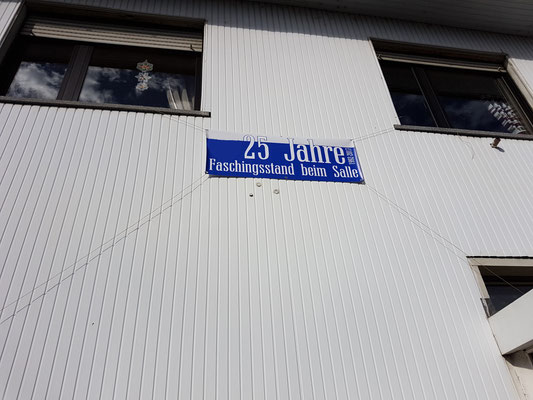 25 Jahre
Faschingsstand beim Salle